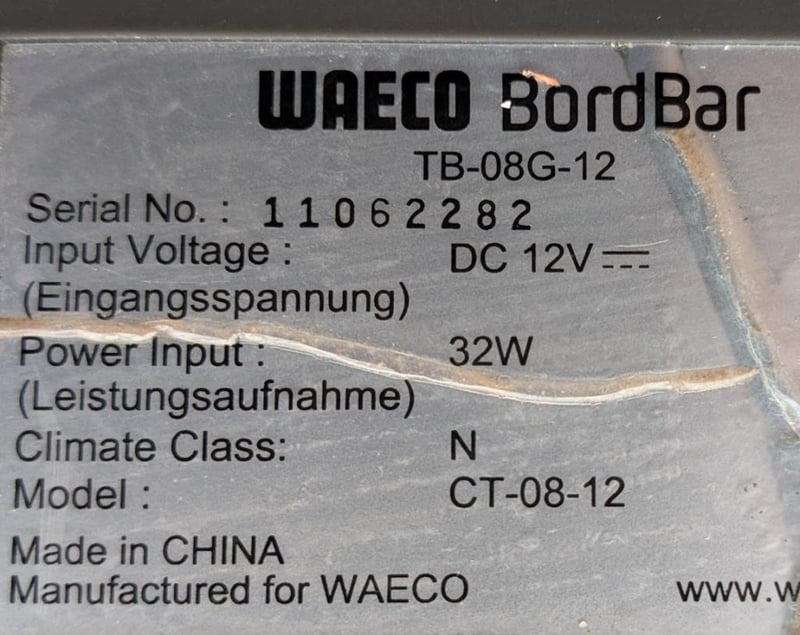 WAECO BordBar
TB-08G-12
Serial No. : 11062282
Input Voltage : DC 12V
(Eingangsspannung)
Power Input : 32W
(Leistungsaufnahme)
Climate Class: N
Model : CT-08-12
Made in CHINA
Manufactured for WAECO www.w